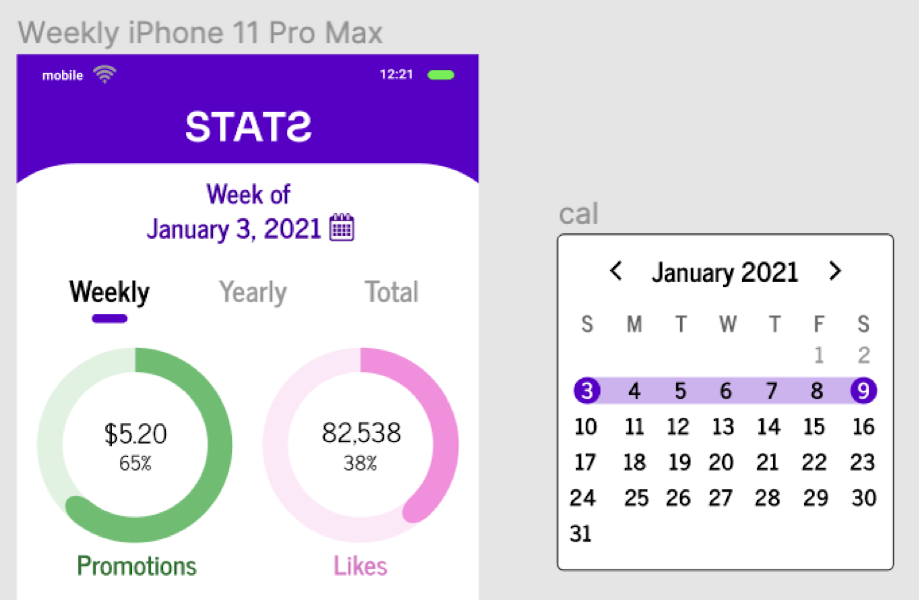 Weekly iPhone 11 Pro Max
mobile 12:21
STATS
Week of
January 3, 2021
Weekly Yearly Total
$5.20
65%
Promotions
82,538
38%
Likes
cal
< January 2021 >
S M T W T F S
1 2
3 4 5 6 7 8 9
10 11 12 13 14 15 16
17 18 19 20 21 22 23
24 25 26 27 28 29 30
31